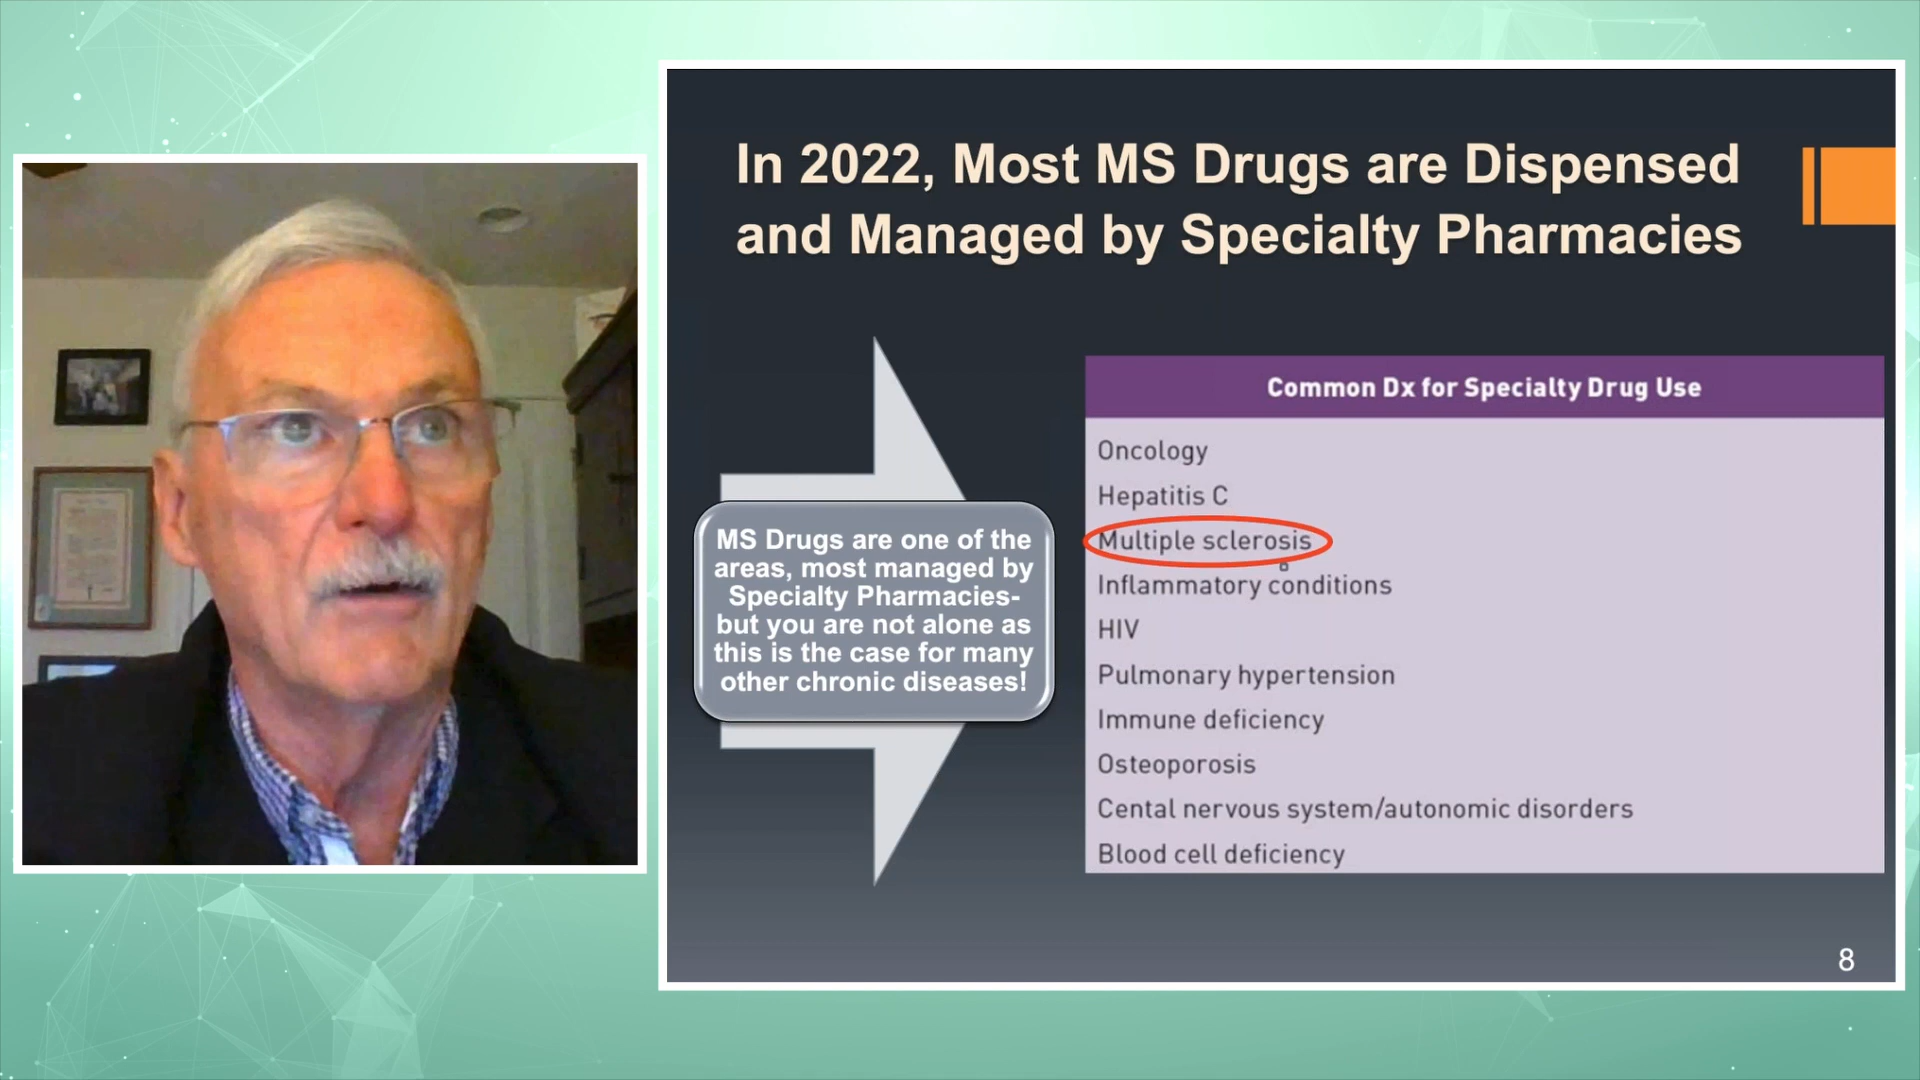 In 2022, Most MS Drugs are Dispensed
and Managed by Specialty Pharmacies
MS Drugs are one of the
areas, most managed by
Specialty Pharmacies-
but you are not alone as
this is the case for many
other chronic diseases!
Common Dx for Specialty Drug Use
Oncology
Hepatitis C
Multiple sclerosis
Inflammatory conditions
HIV
Pulmonary hypertension
Immune deficiency
Osteoporosis
Cental nervous system/autonomic disorders
Blood cell deficiency
8